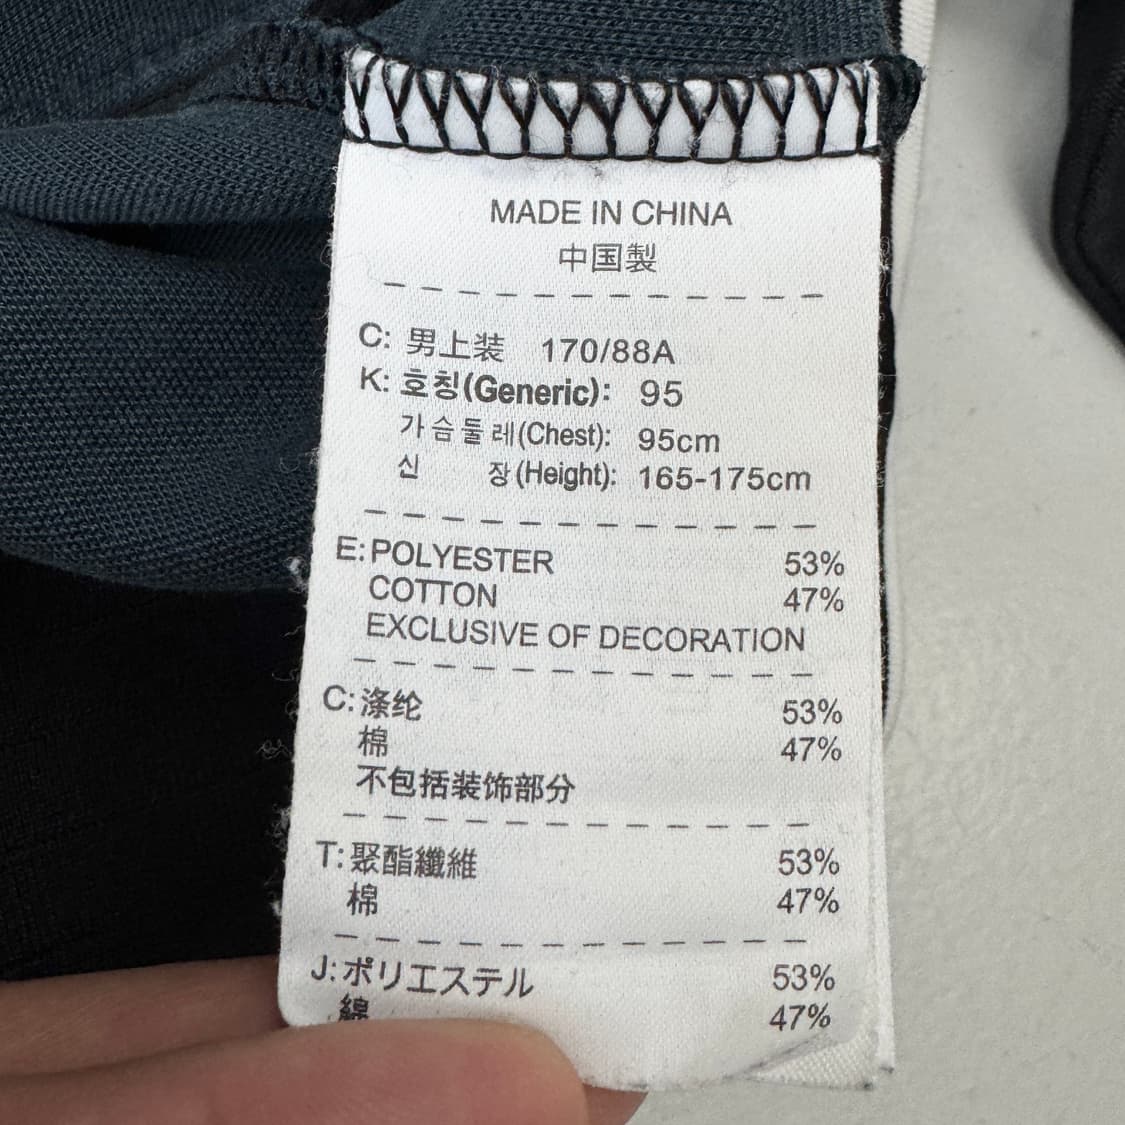 MADE IN CHINA
中国製
C: 男上装 170/88A
K: 호칭(Generic): 95
가슴둘레(Chest): 95cm
신 장(Height): 165-175cm
E: POLYESTER 53%
COTTON 47%
EXCLUSIVE OF DECORATION
C: 涤纶 53%
棉 47%
不包括装饰部分
T: 聚酯纖維 53%
棉 47%
J: ポリエステル 53%
綿 47%